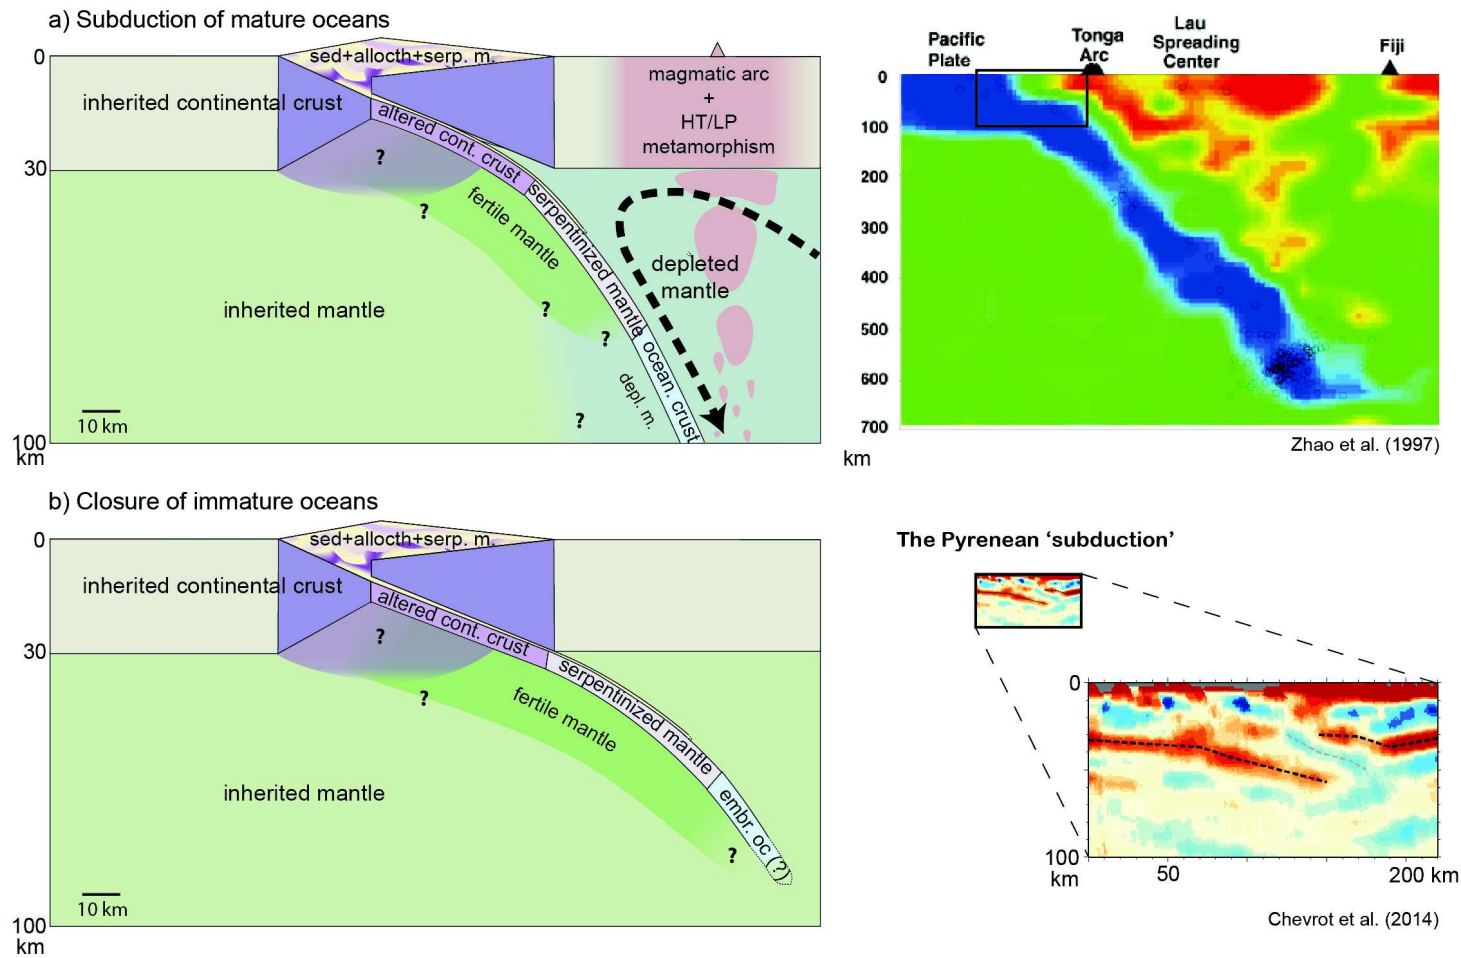 a) Subduction of mature oceans
0
sed+allocth+serp. m.
inherited continental crust
altered cont. crust
magmatic arc
+
HT/LP
metamorphism
?
30
?
fertile mantle
serpentinized mantle
depleted
mantle
inherited mantle
?
?
ocean. crust
depl. m.
?
10 km
100
km
Pacific
Plate
Tonga
Arc
Lau
Spreading
Center
Fiji
0
100
200
300
400
500
600
700
km
Zhao et al. (1997)
b) Closure of immature oceans
0
sed+allocth+serp. m.
inherited continental crust
altered cont. crust
?
30
?
serpentinized mantle
fertile mantle
inherited mantle
embr. oc (?)
?
10 km
100
km
The Pyrenean ‘subduction’
0
100
km
50
200 km
Chevrot et al. (2014)